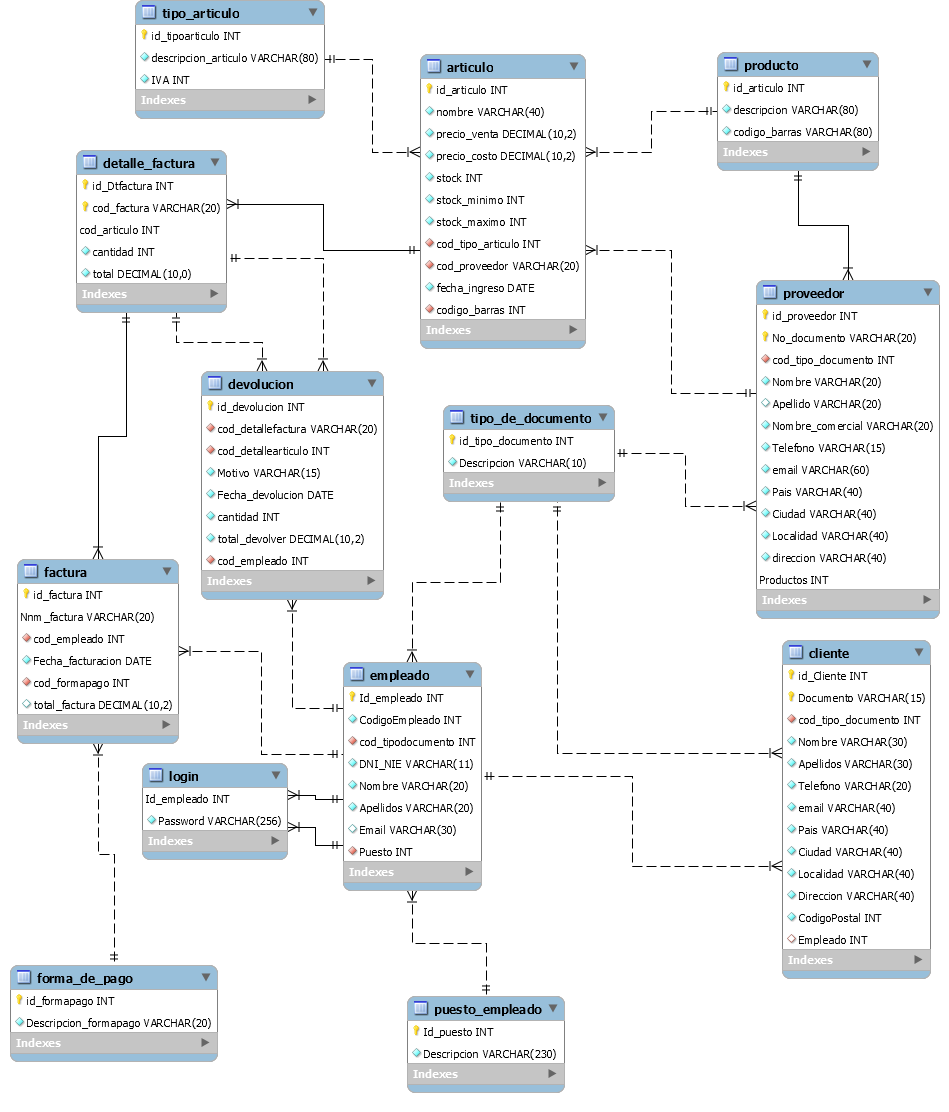 tipo_articulo
id_tipoarticulo INT
descripcion_articulo VARCHAR(80)
IVA INT
Indexes
articulo
id_articulo INT
nombre VARCHAR(40)
precio_venta DECIMAL(10,2)
precio_costo DECIMAL(10,2)
stock INT
stock_minimo INT
stock_maximo INT
cod_tipo_articulo INT
cod_proveedor VARCHAR(20)
fecha_ingreso DATE
codigo_barras INT
Indexes
producto
id_articulo INT
descripcion VARCHAR(80)
codigo_barras VARCHAR(80)
Indexes
detalle_factura
id_Dtfactura INT
cod_factura VARCHAR(20)
cod_articulo INT
cantidad INT
total DECIMAL(10,0)
Indexes
proveedor
id_proveedor INT
No_documento VARCHAR(20)
cod_tipo_documento INT
Nombre VARCHAR(20)
Apellido VARCHAR(20)
Nombre_comercial VARCHAR(20)
Telefono VARCHAR(15)
email VARCHAR(60)
Pais VARCHAR(40)
Ciudad VARCHAR(40)
Localidad VARCHAR(40)
direccion VARCHAR(40)
Productos INT
Indexes
devolucion
id_devolucion INT
cod_detallefactura VARCHAR(20)
cod_detallearticulo INT
Motivo VARCHAR(15)
Fecha_devolucion DATE
cantidad INT
total_devolver DECIMAL(10,2)
cod_empleado INT
Indexes
tipo_de_documento
id_tipo_documento INT
Descripcion VARCHAR(10)
Indexes
factura
id_factura INT
Nnm_factura VARCHAR(20)
cod_empleado INT
Fecha_facturacion DATE
cod_formapago INT
total_factura DECIMAL(10,2)
Indexes
empleado
Id_empleado INT
CodigoEmpleado INT
cod_tipodocumento INT
DNI_NIE VARCHAR(11)
Nombre VARCHAR(20)
Apellidos VARCHAR(20)
Email VARCHAR(30)
Puesto INT
Indexes
cliente
id_Cliente INT
Documento VARCHAR(15)
cod_tipo_documento INT
Nombre VARCHAR(30)
Apellidos VARCHAR(30)
Telefono VARCHAR(20)
email VARCHAR(40)
Pais VARCHAR(40)
Ciudad VARCHAR(40)
Localidad VARCHAR(40)
Direccion VARCHAR(40)
CodigoPostal INT
Empleado INT
Indexes
login
Id_empleado INT
Password VARCHAR(256)
Indexes
forma_de_pago
id_formapago INT
Descripcion_formapago VARCHAR(20)
Indexes
puesto_empleado
Id_puesto INT
Descripcion VARCHAR(230)
Indexes